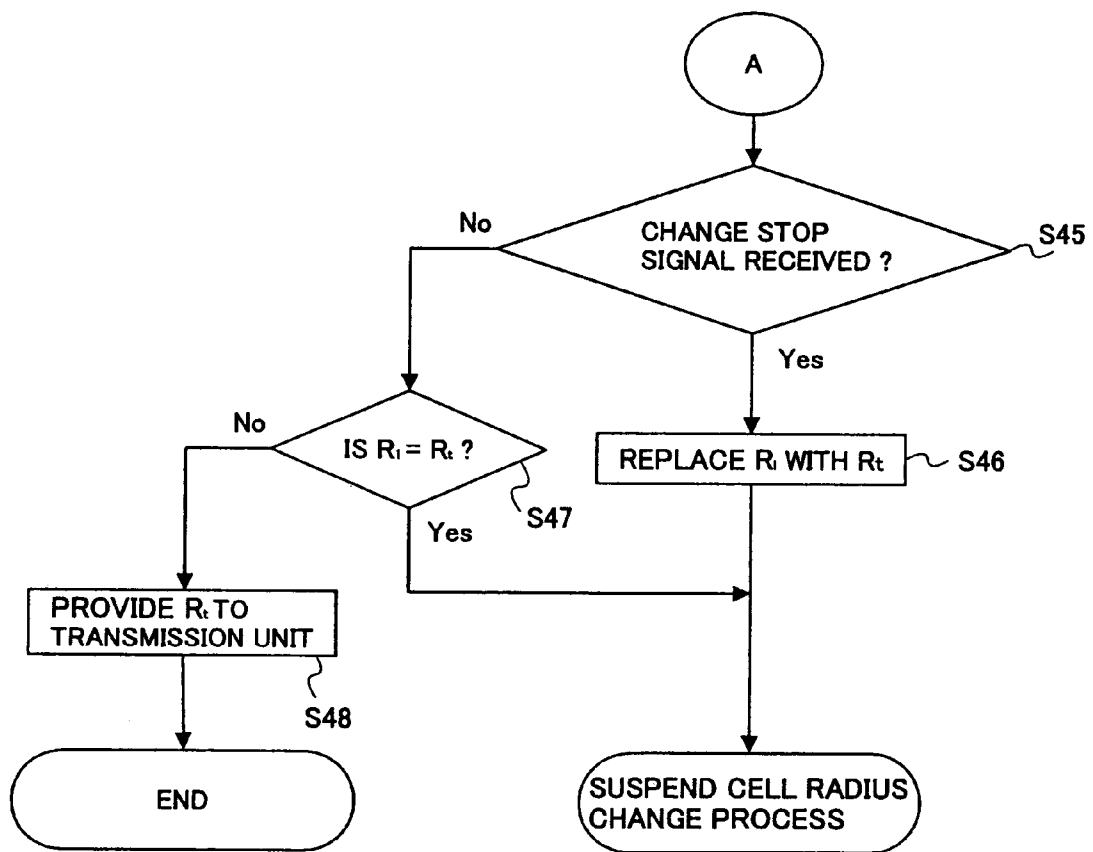 A
No
CHANGE STOP
SIGNAL RECEIVED ?
S45
Yes
No
IS R₁ = Rₜ ?
S47
Yes
REPLACE Rₗ WITH Rₜ
S46
PROVIDE Rₜ TO
TRANSMISSION UNIT
S48
END
SUSPEND CELL RADIUS
CHANGE PROCESS